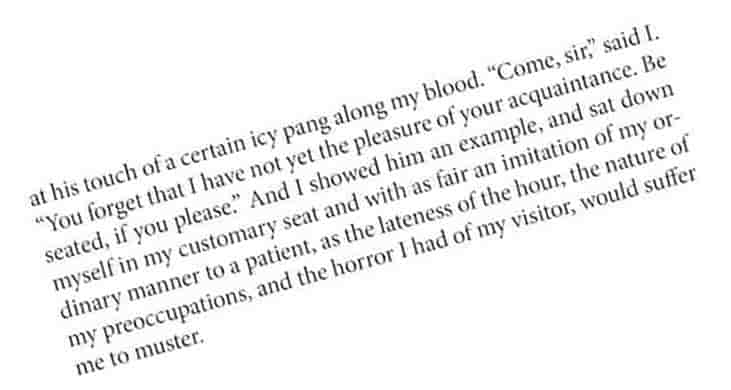 at his touch of a certain icy pang along my blood. “Come, sir,” said I.
“You forget that I have not yet the pleasure of your acquaintance. Be
seated, if you please.” And I showed him an example, and sat down
myself in my customary seat and with as fair an imitation of my or-
dinary manner to a patient, as the lateness of the hour, the nature of
my preoccupations, and the horror I had of my visitor, would suffer
me to muster.